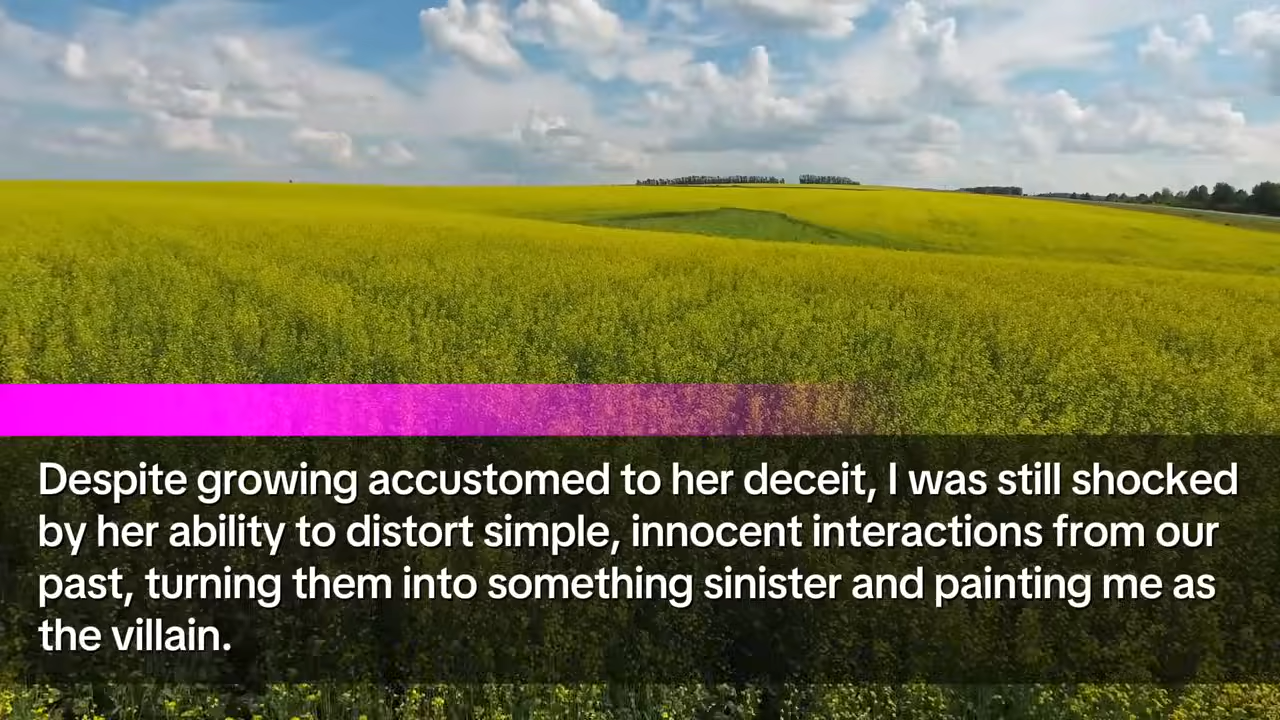 Despite growing accustomed to her deceit, I was still shocked
by her ability to distort simple, innocent interactions from our
past, turning them into something sinister and painting me as
the villain.